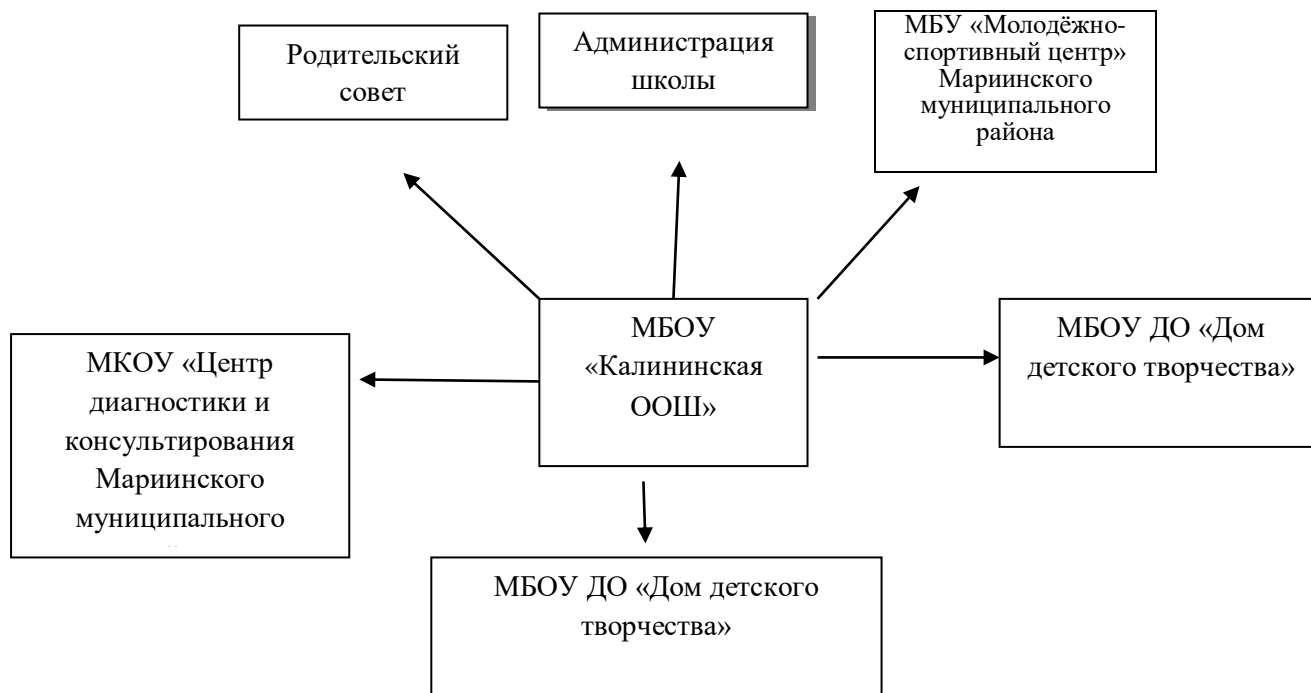 Родительский
совет
Администрация
школы
МБУ «Молодёжно-
спортивный центр»
Мариинского
муниципального
района
МКОУ «Центр
диагностики и
консультирования
Мариинского
муниципального
МБОУ
«Калининская
ООШ»
МБОУ ДО «Дом
детского творчества»
МБОУ ДО «Дом детского
творчества»